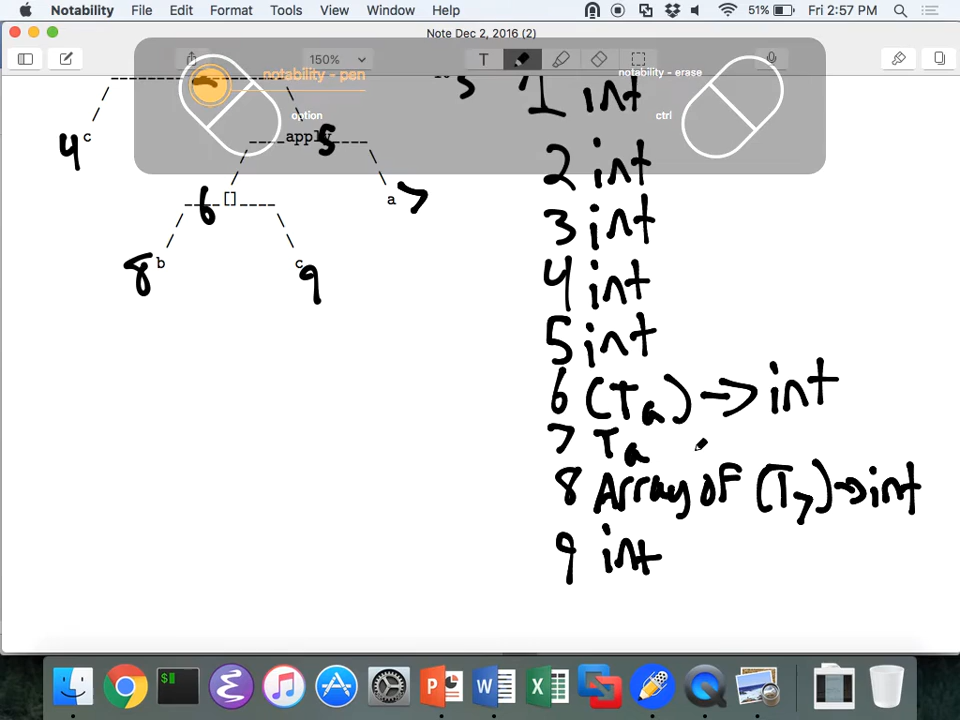 Notability File Edit Format Tools View Window Help 51% Fri 2:57 PM
Note Dec 2, 2016 (2)
150% T
notability - pen
notability - erase
option
ctrl
4 c
apply 5
6 [] a 7
8 b c 9
1 int
2 int
3 int
4 int
5 int
6 (Ta) -> int
7 Ta
8 Array of (T7) -> int
9 int
$ P W X